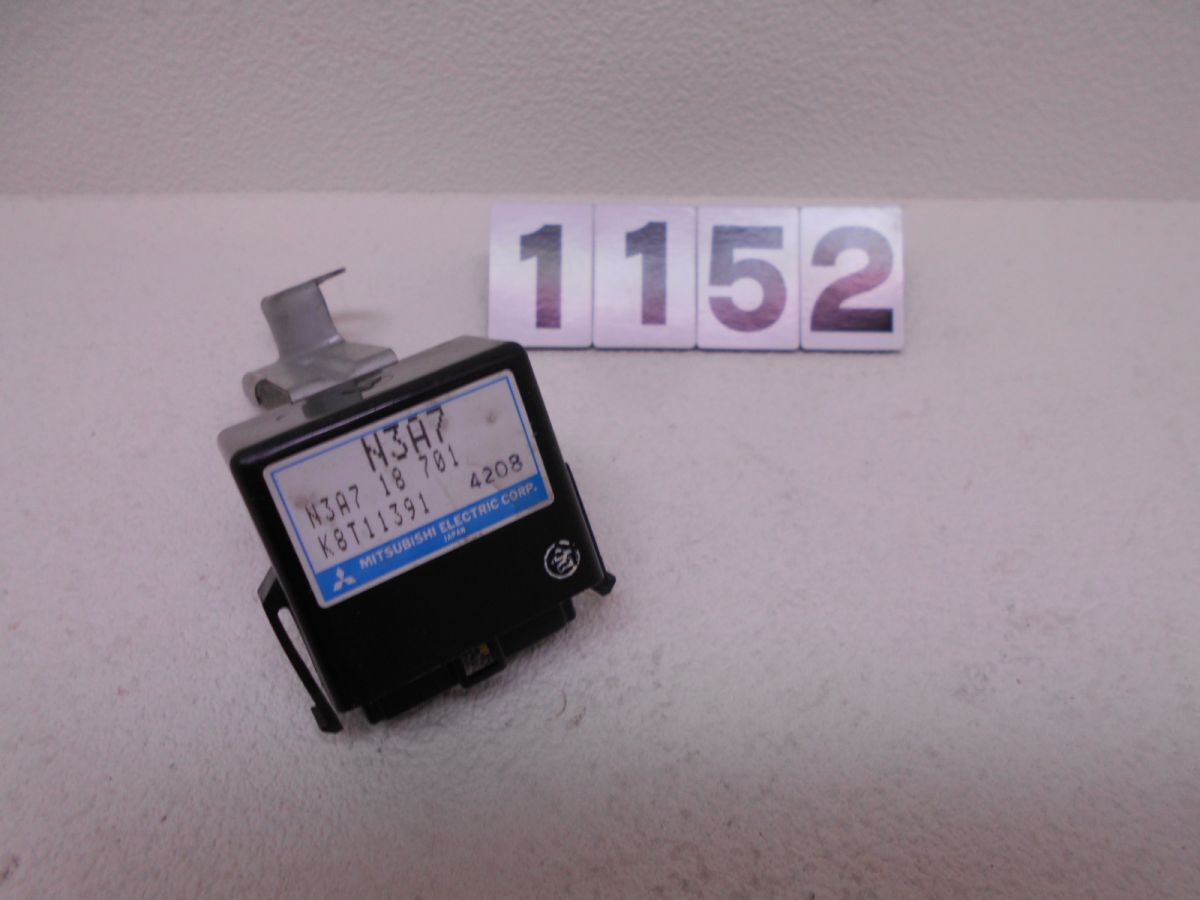 1152
N3A7
N3A7 18 701
K8T11391 4208
MITSUBISHI ELECTRIC CORP.
JAPAN